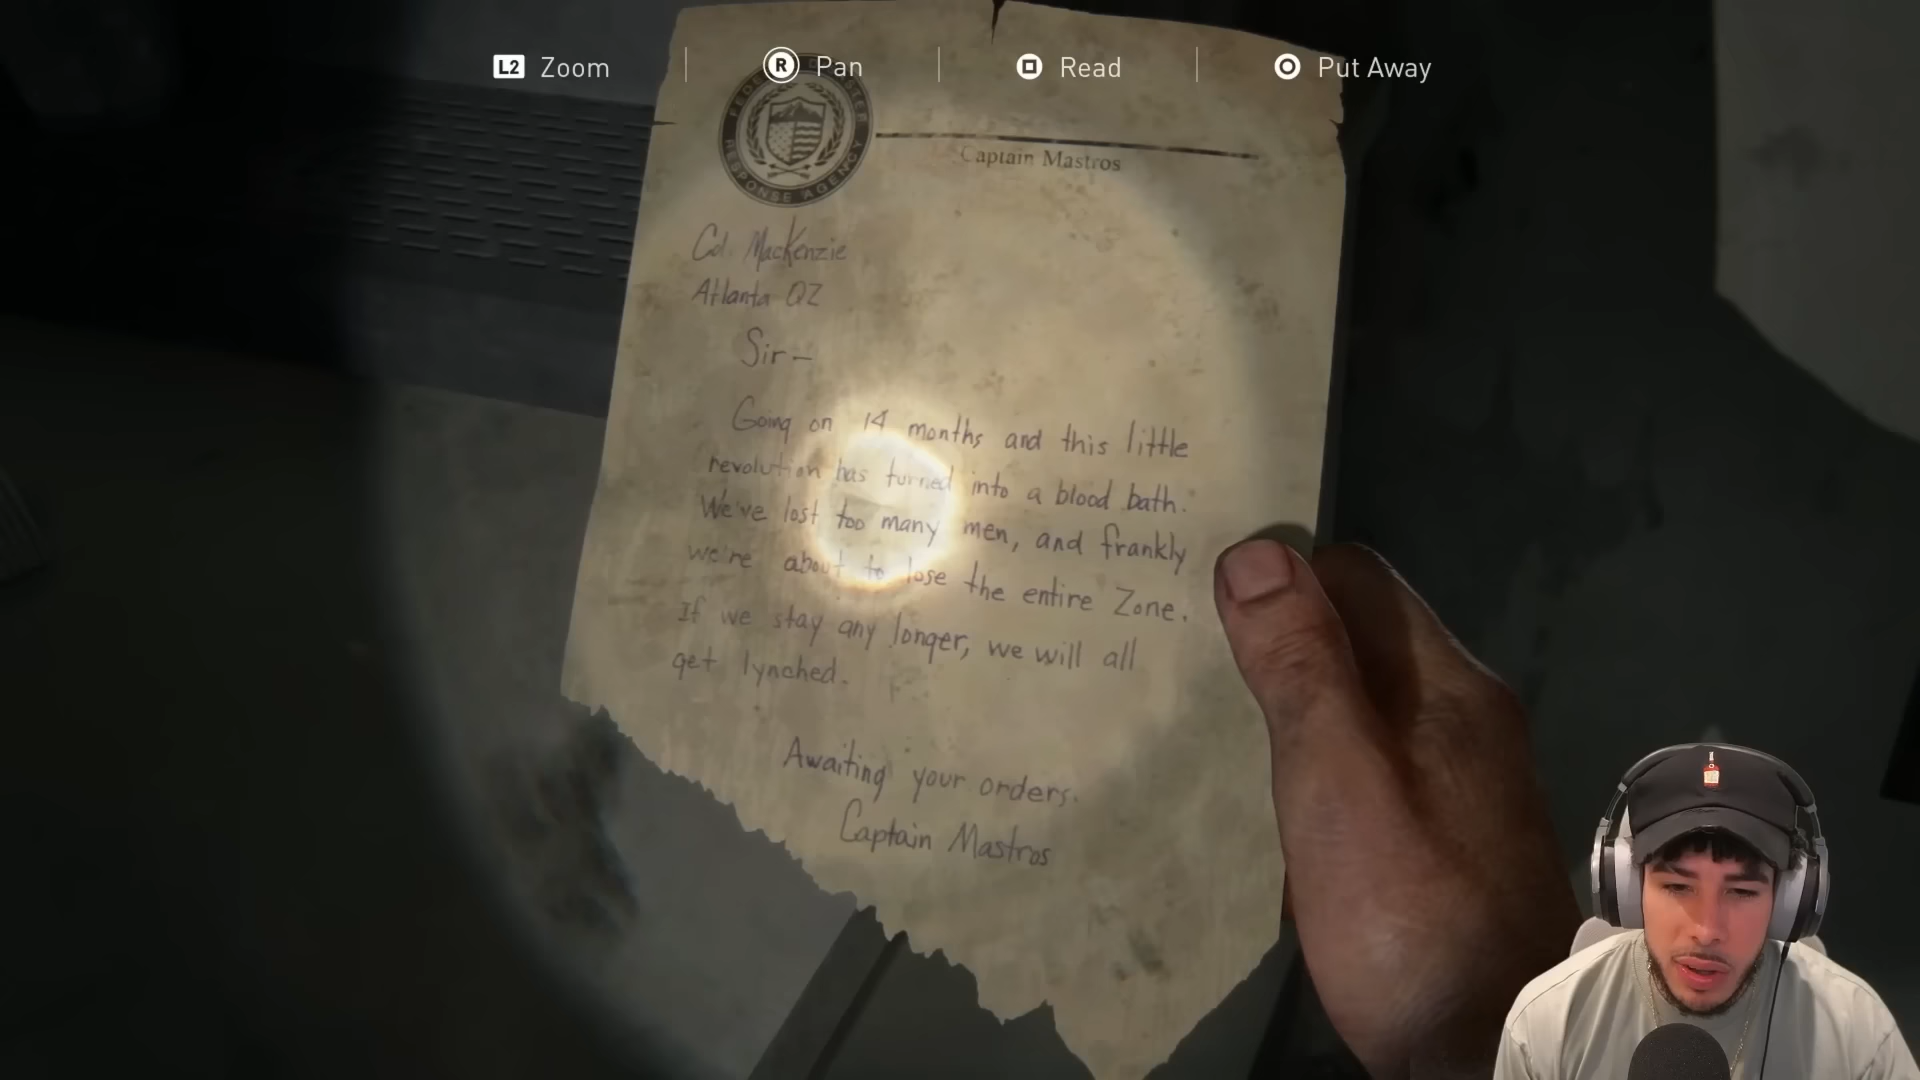 L2 Zoom R Pan Read Put Away
RESPONSE AGENCY
Captain Mastros
Col. MacKenzie
Atlanta QZ
Sir—
Going on 14 months and this little
revolution has turned into a blood bath.
We've lost too many men, and frankly
we're about to lose the entire Zone.
If we stay any longer, we will all
get lynched.
Awaiting your orders.
Captain Mastros